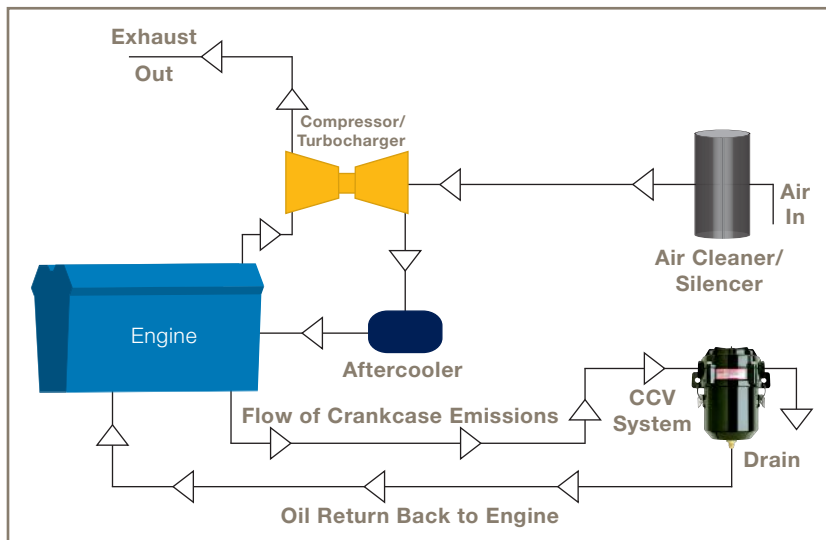 Exhaust
Out
Compressor/
Turbocharger
Air
In
Air Cleaner/
Silencer
Engine
Aftercooler
CCV
System
Flow of Crankcase Emissions
Drain
Oil Return Back to Engine